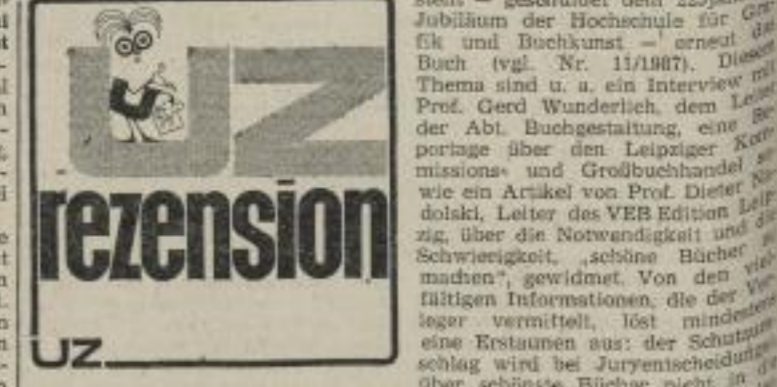 UZ
rezension
UZ
Jubiläum der Hochschule für
fik und Buchkunst — erneut
Buch (vgl. Nr. 11/1987). Diesem
Thema sind u. a. ein Interview mit
Prof. Gerd Wunderlich, dem
der Abt. Buchgestaltung, eine
portage über den Leipziger
missions- und Großbuchhandel
wie ein Artikel von Prof. Dieter
dolski, Leiter des VEB Edition
zig, über die Notwendigkeit und
Schwierigkeit, „schöne Bücher
machen“, gewidmet. Von den
fältigen Informationen, die der
leger vermittelt, löst mindestens
eine Erstaunen aus: der Schutzum
schlag wird bei Juryentscheidungen
über schönste Bücher nicht in